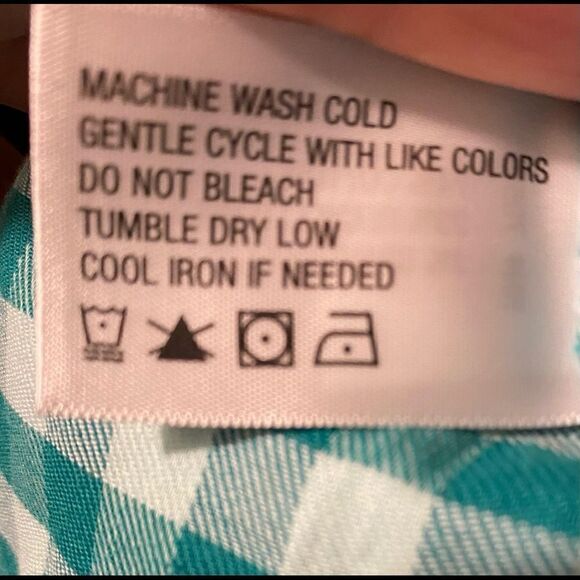 MACHINE WASH COLD
GENTLE CYCLE WITH LIKE COLORS
DO NOT BLEACH
TUMBLE DRY LOW
COOL IRON IF NEEDED